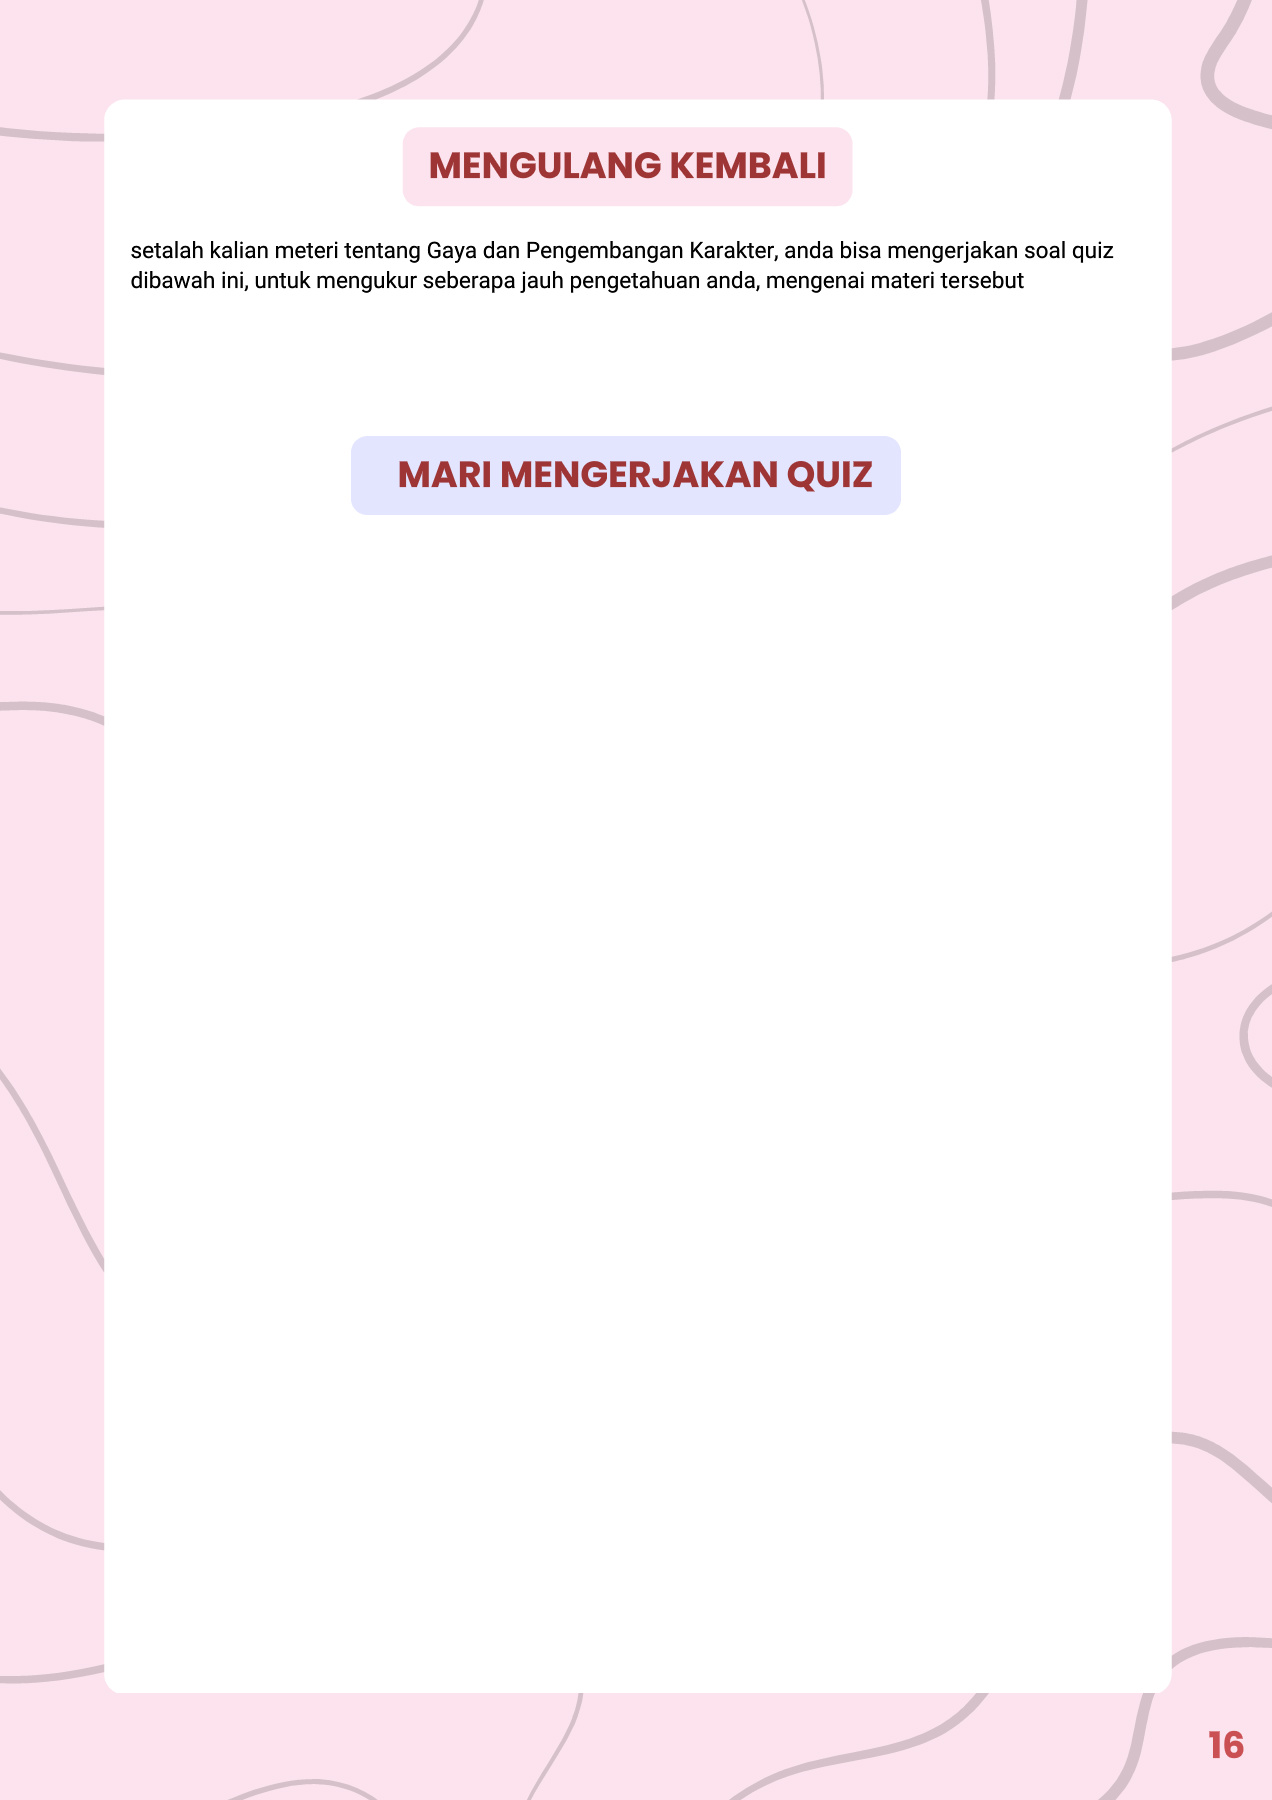 MENGULANG KEMBALI
setalah kalian meteri tentang Gaya dan Pengembangan Karakter, anda bisa mengerjakan soal quiz
dibawah ini, untuk mengukur seberapa jauh pengetahuan anda, mengenai materi tersebut
MARI MENGERJAKAN QUIZ
16